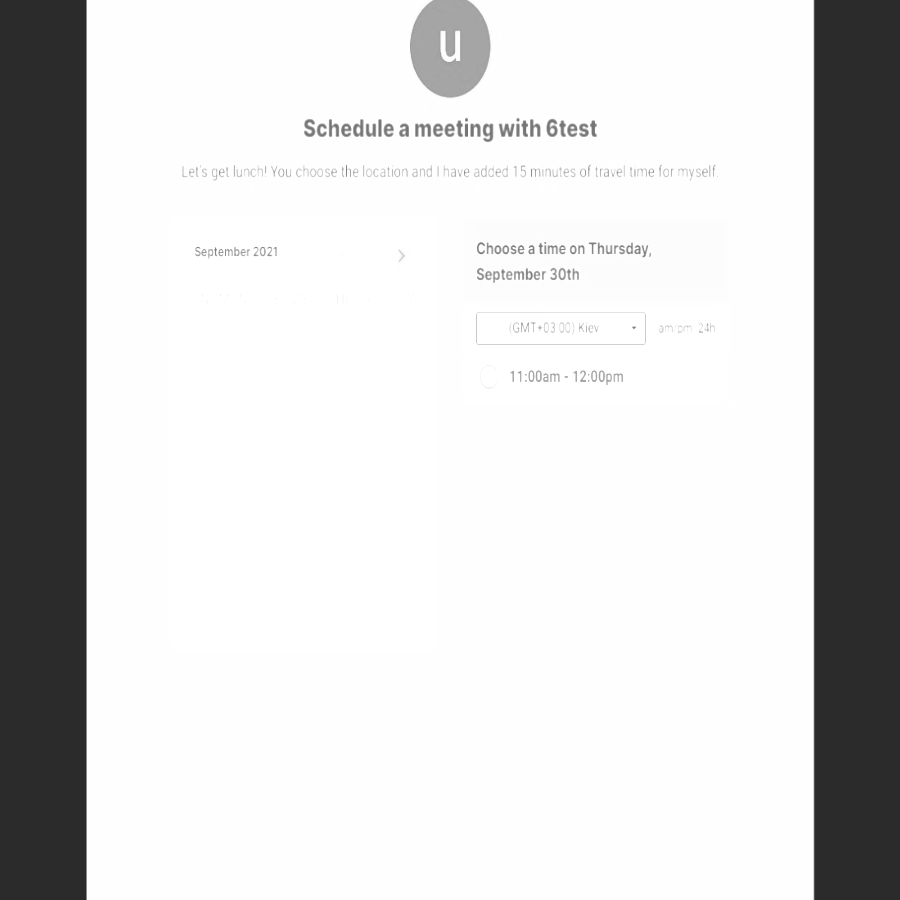 u
Schedule a meeting with 6test
Let's get lunch! You choose the location and I have added 15 minutes of travel time for myself.
September 2021
Choose a time on Thursday,
September 30th
(GMT+03:00) Kiev
am/pm 24h
11:00am - 12:00pm